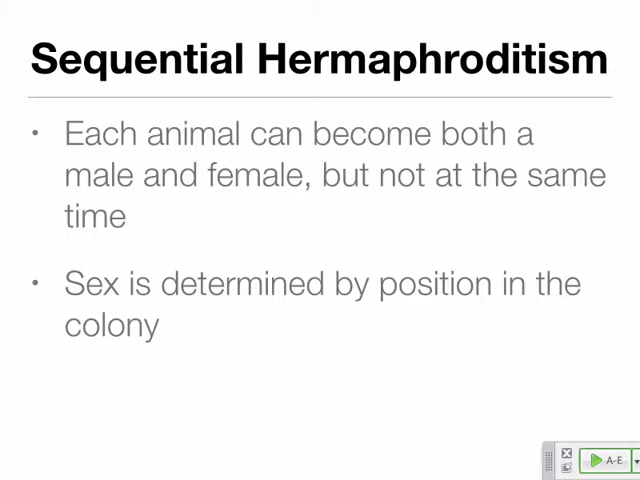 Sequential Hermaphroditism
• Each animal can become both a
male and female, but not at the same
time
• Sex is determined by position in the
colony
A-E